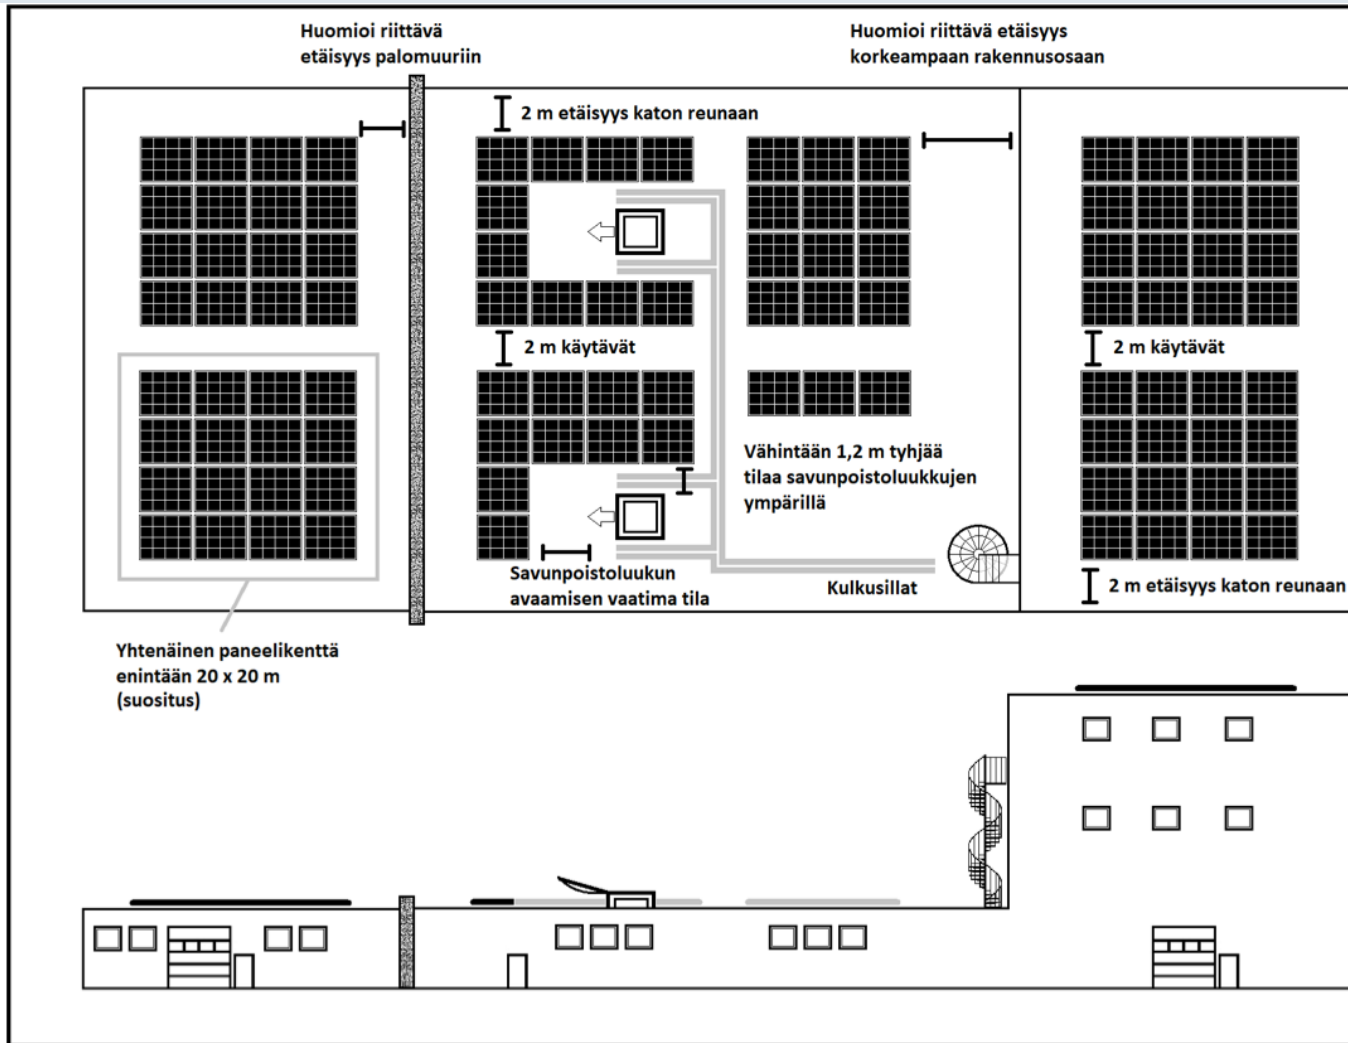 Huomioi riittävä
etäisyys palomuuriin
Huomioi riittävä etäisyys
korkeampaan rakennusosaan
2 m etäisyys katon reunaan
2 m käytävät
2 m käytävät
Vähintään 1,2 m tyhjää
tilaa savunpoistoluukkujen
ympärillä
Savunpoistoluukun
avaamisen vaatima tila
Kulkusillat
2 m etäisyys katon reunaan
Yhtenäinen paneelikenttä
enintään 20 x 20 m
(suositus)